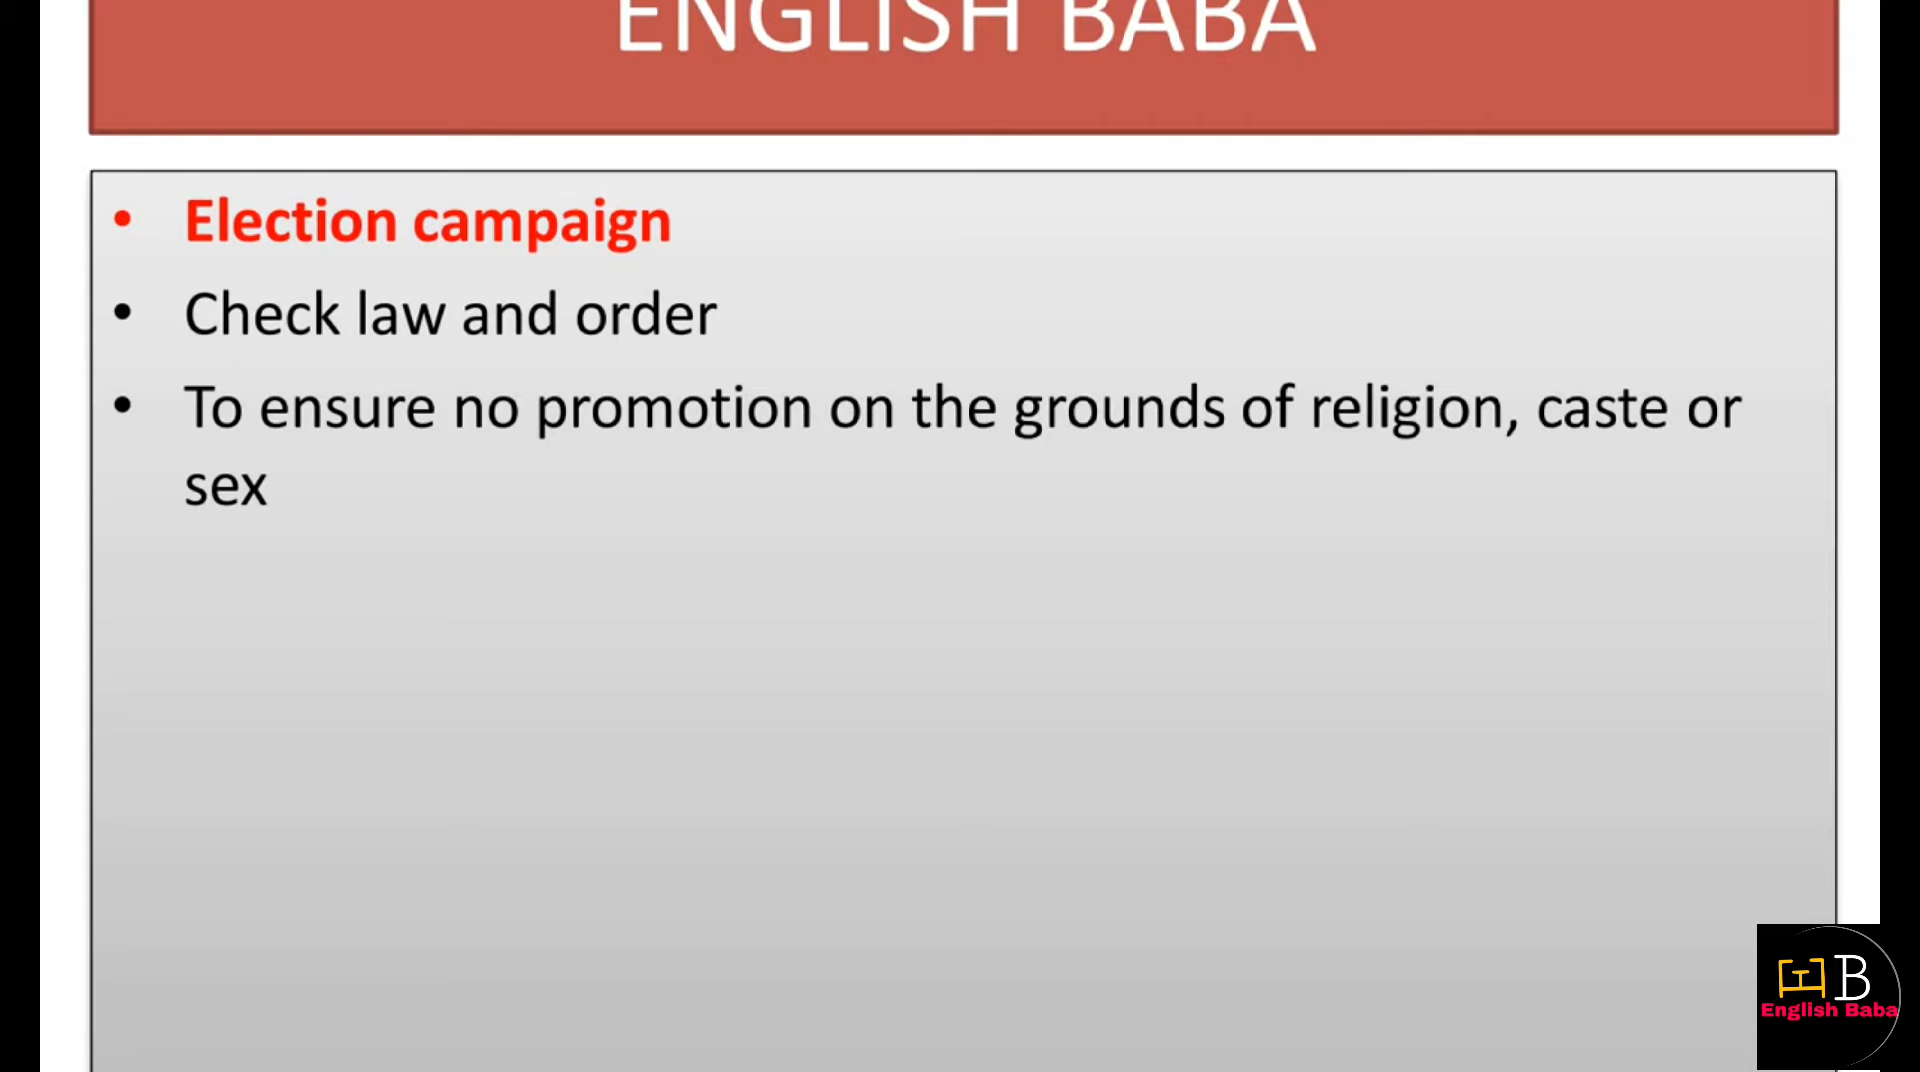 ENGLISH BABA
• Election campaign
• Check law and order
• To ensure no promotion on the grounds of religion, caste or
sex
B
English Baba